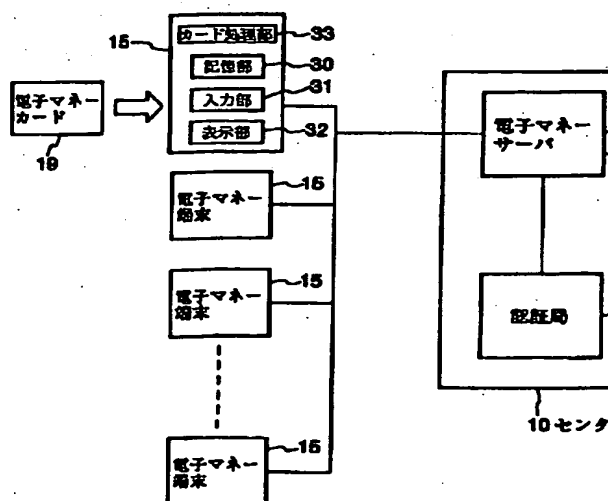 15
カード処理部 33
記憶部 30
入力部 31
表示部 32
電子マネー
カード
19
電子マネー
サーバ
認証局
10 センタ
15
電子マネー
端末
15
電子マネー
端末
15
電子マネー
端末